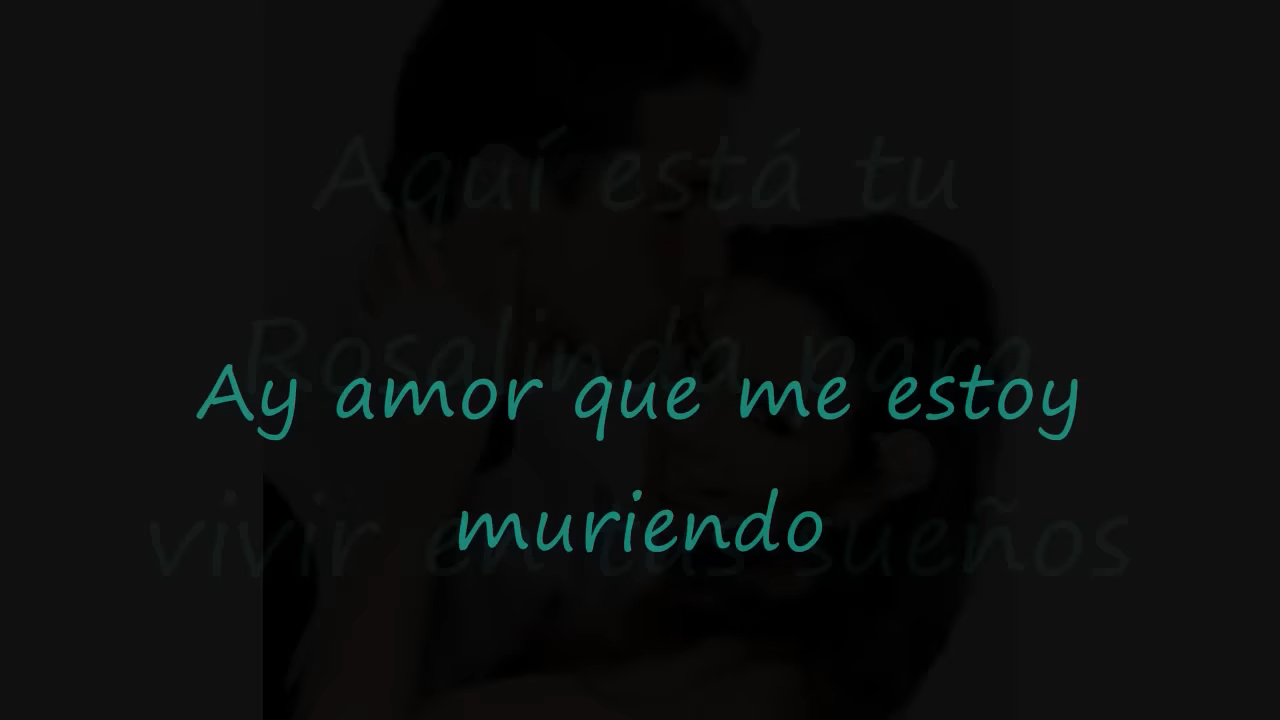 Aquí está tu
Rosalinda para
Ay amor que me estoy
muriendo
vivir en tus sueños